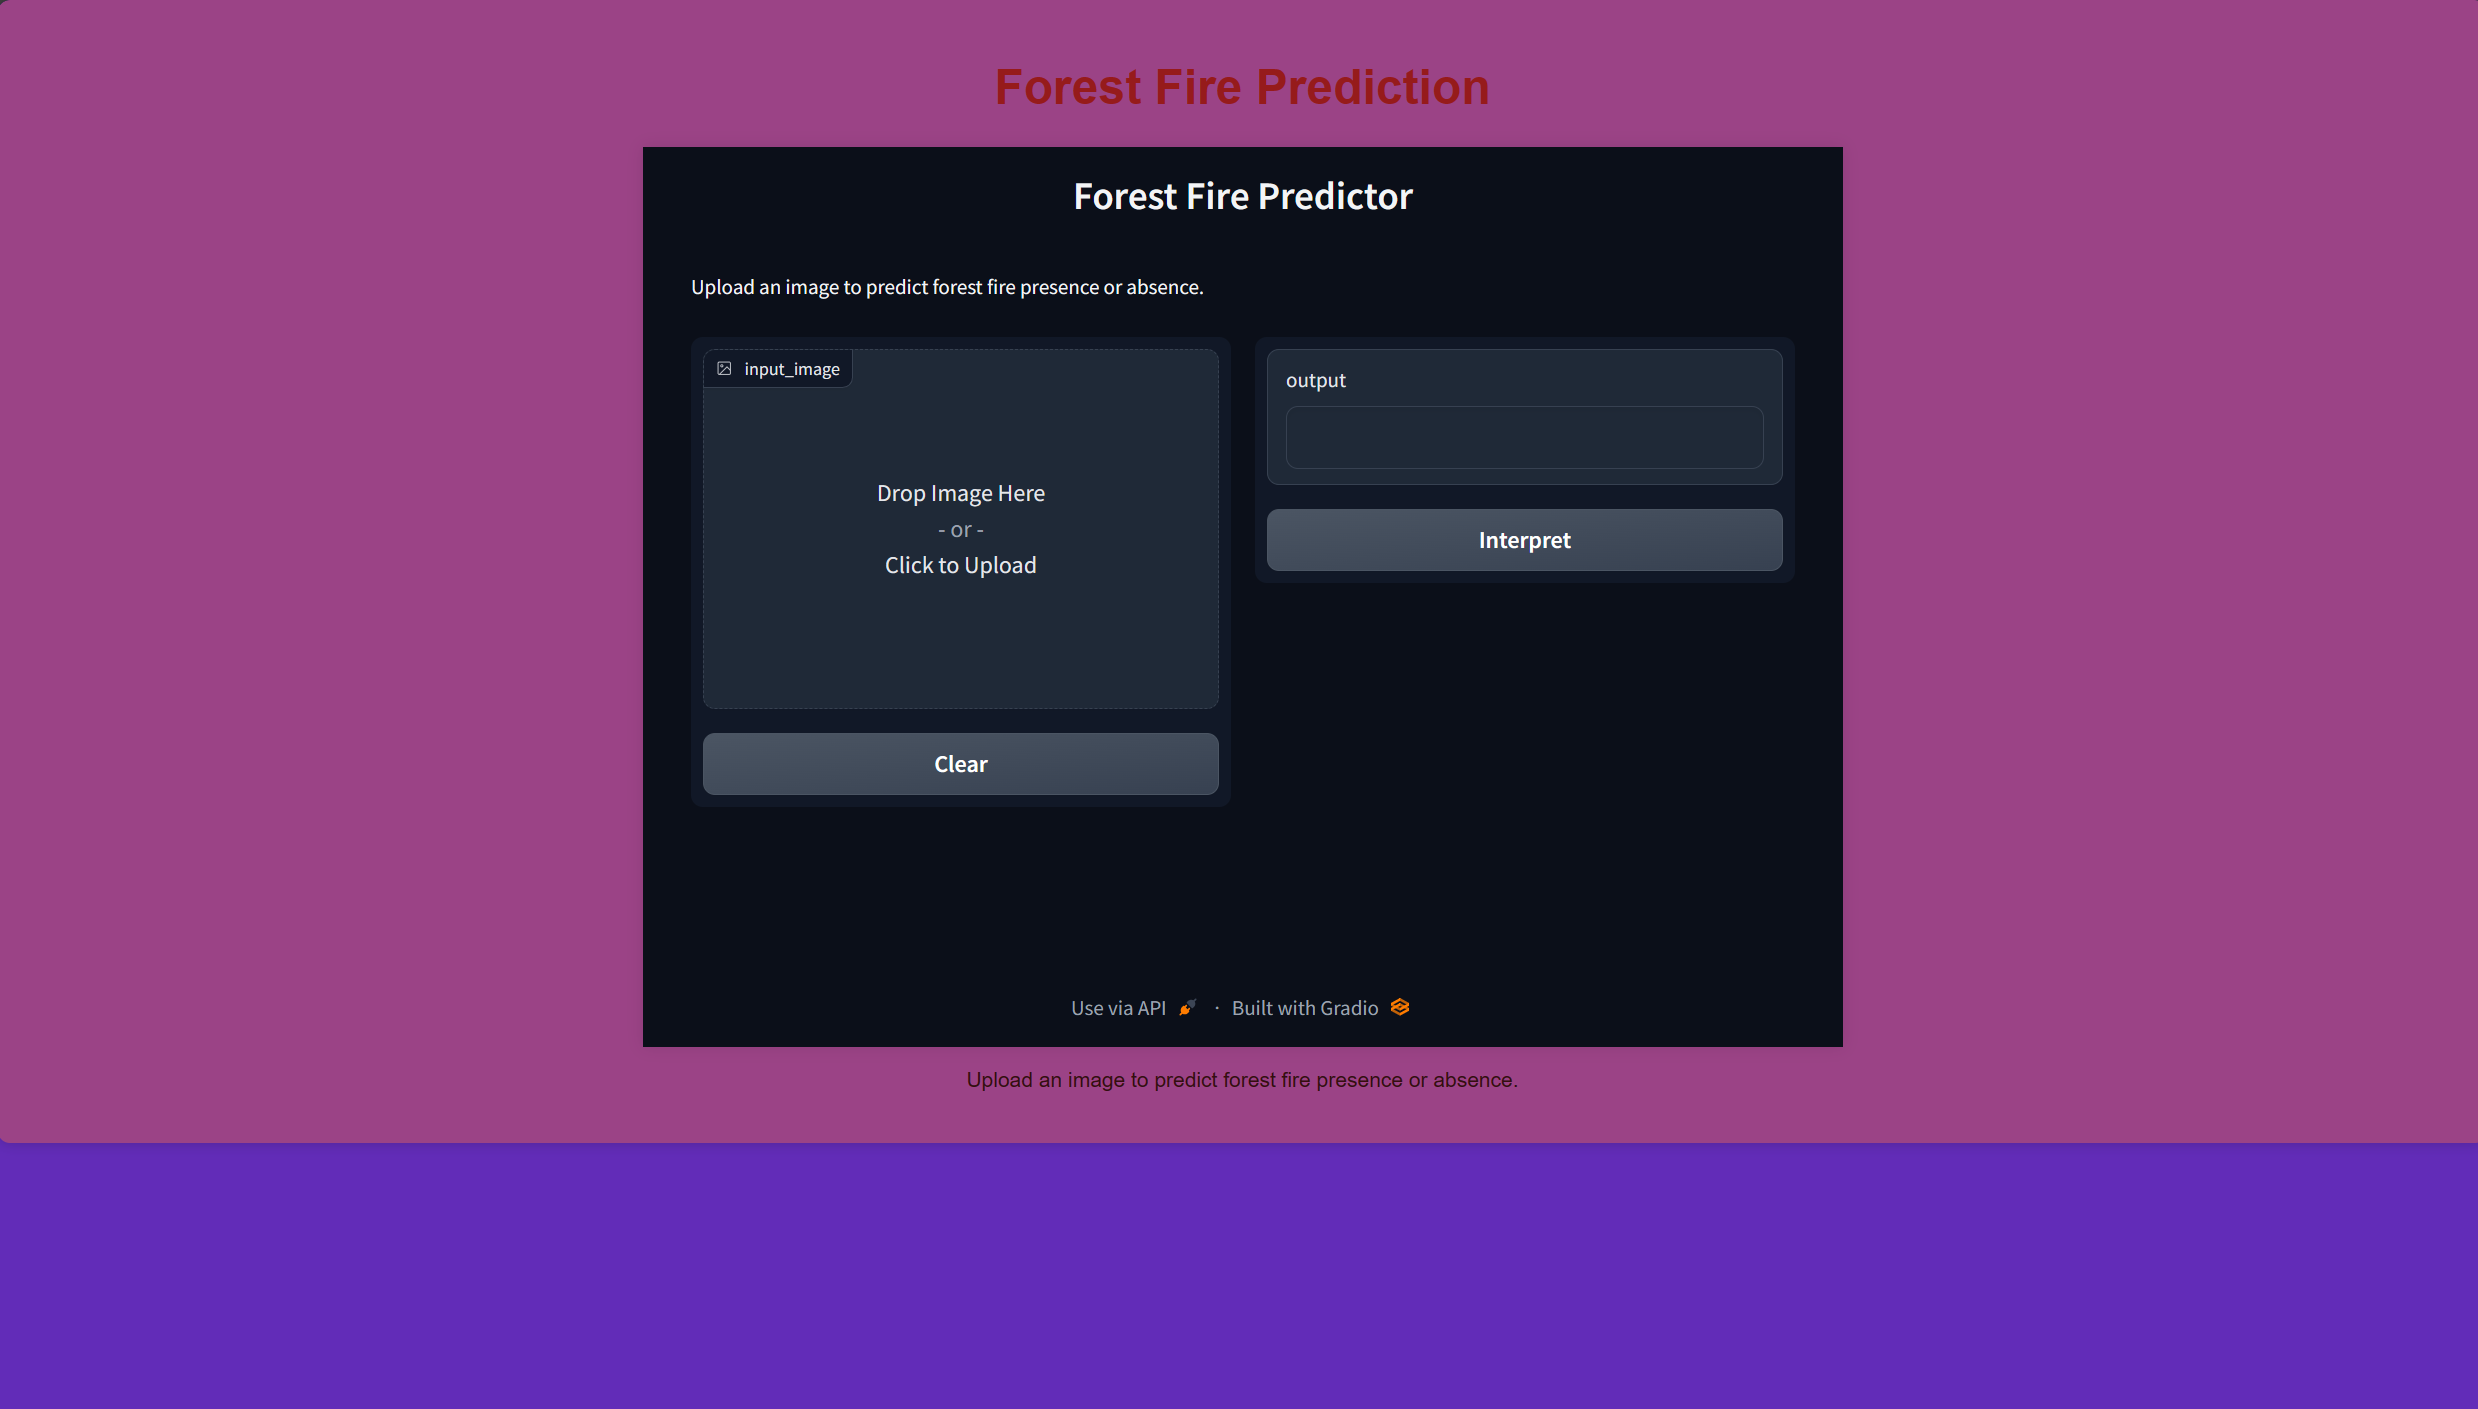 Forest Fire Prediction
Forest Fire Predictor
Upload an image to predict forest fire presence or absence.
input_image
Drop Image Here
- or -
Click to Upload
Clear
output
Interpret
Use via API · Built with Gradio
Upload an image to predict forest fire presence or absence.